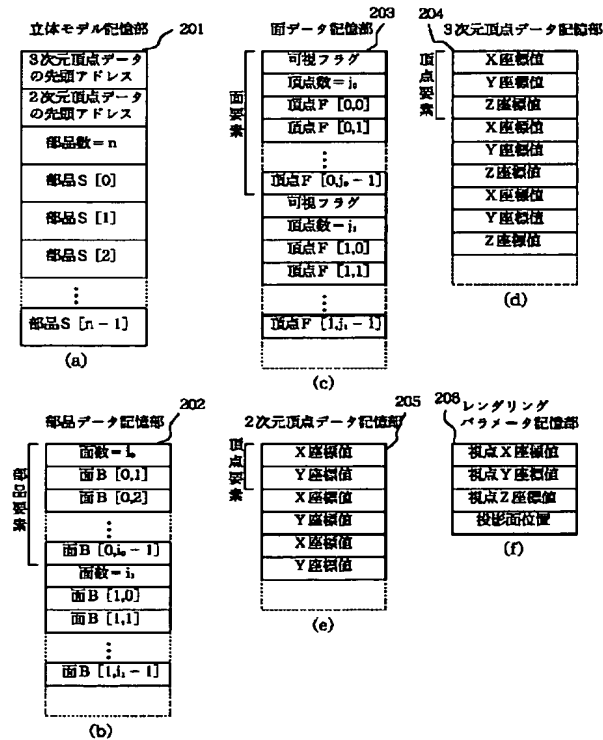 立体モデル記憶部
201
3次元頂点データ
の先頭アドレス
2次元頂点データ
の先頭アドレス
部品数=n
部品S [0]
部品S [1]
部品S [2]
部品S [n-1]
(a)
面データ記憶部
203
面要素
可視フラグ
頂点数=j₀
頂点F [0,0]
頂点F [0,1]
頂点F [0,j₀-1]
可視フラグ
頂点数=j₁
頂点F [1,0]
頂点F [1,1]
頂点F [1,j₁-1]
(c)
204
3次元頂点データ記憶部
頂点要素
X座標値
Y座標値
Z座標値
X座標値
Y座標値
Z座標値
X座標値
Y座標値
Z座標値
(d)
部品データ記憶部
202
部品要素
面数=i₀
面B [0,1]
面B [0,2]
面B [0,i₀-1]
面数=i₁
面B [1,0]
面B [1,1]
面B [1,i₁-1]
(b)
2次元頂点データ記憶部
205
頂点要素
X座標値
Y座標値
X座標値
Y座標値
X座標値
Y座標値
(e)
206
レンダリング
パラメータ記憶部
視点X座標値
視点Y座標値
視点Z座標値
投影面位置
(f)